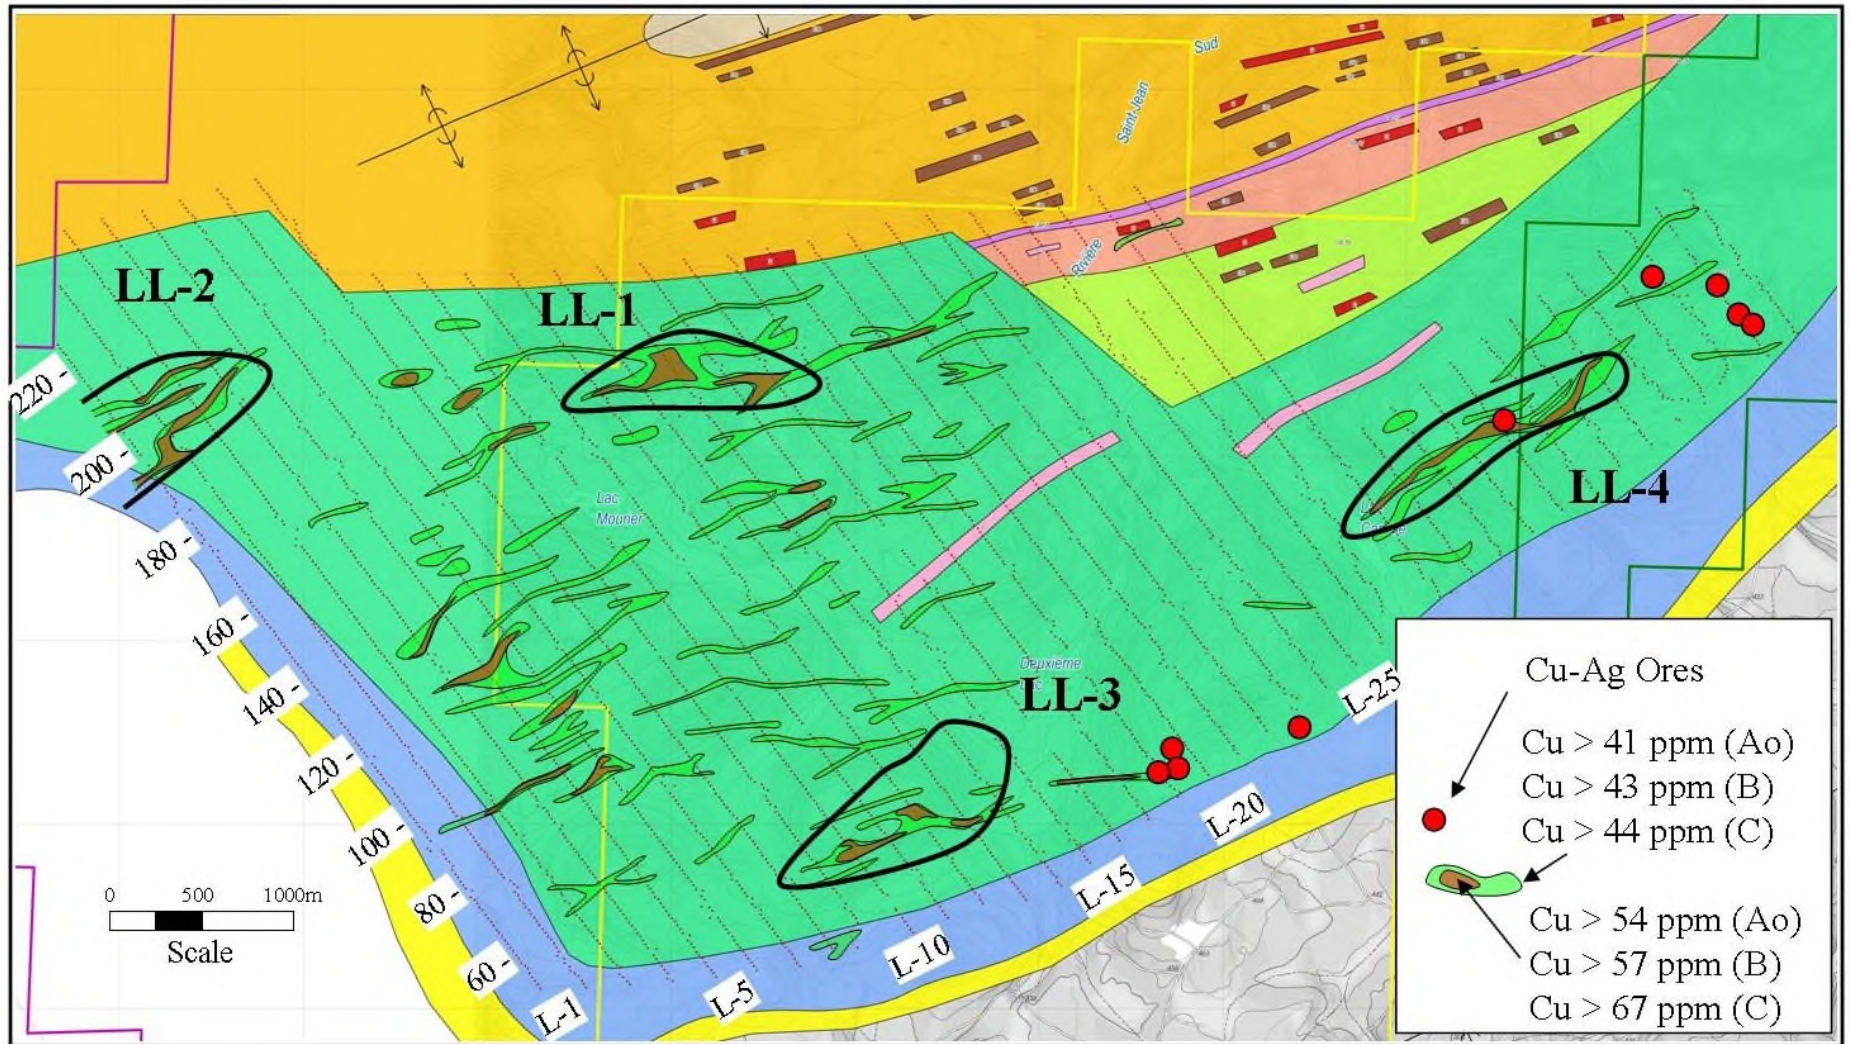 Sud
Saint-Jean
Rivière
LL-2
LL-1
220 -
200 -
180 -
160 -
140 -
120 -
100 -
80 -
60 -
Lac
Mourier
Deuxième
LL-3
LL-4
L-25
L-20
L-15
L-10
L-5
L-1
0 500 1000m
Scale
Cu-Ag Ores
Cu > 41 ppm (Ao)
Cu > 43 ppm (B)
Cu > 44 ppm (C)
Cu > 54 ppm (Ao)
Cu > 57 ppm (B)
Cu > 67 ppm (C)